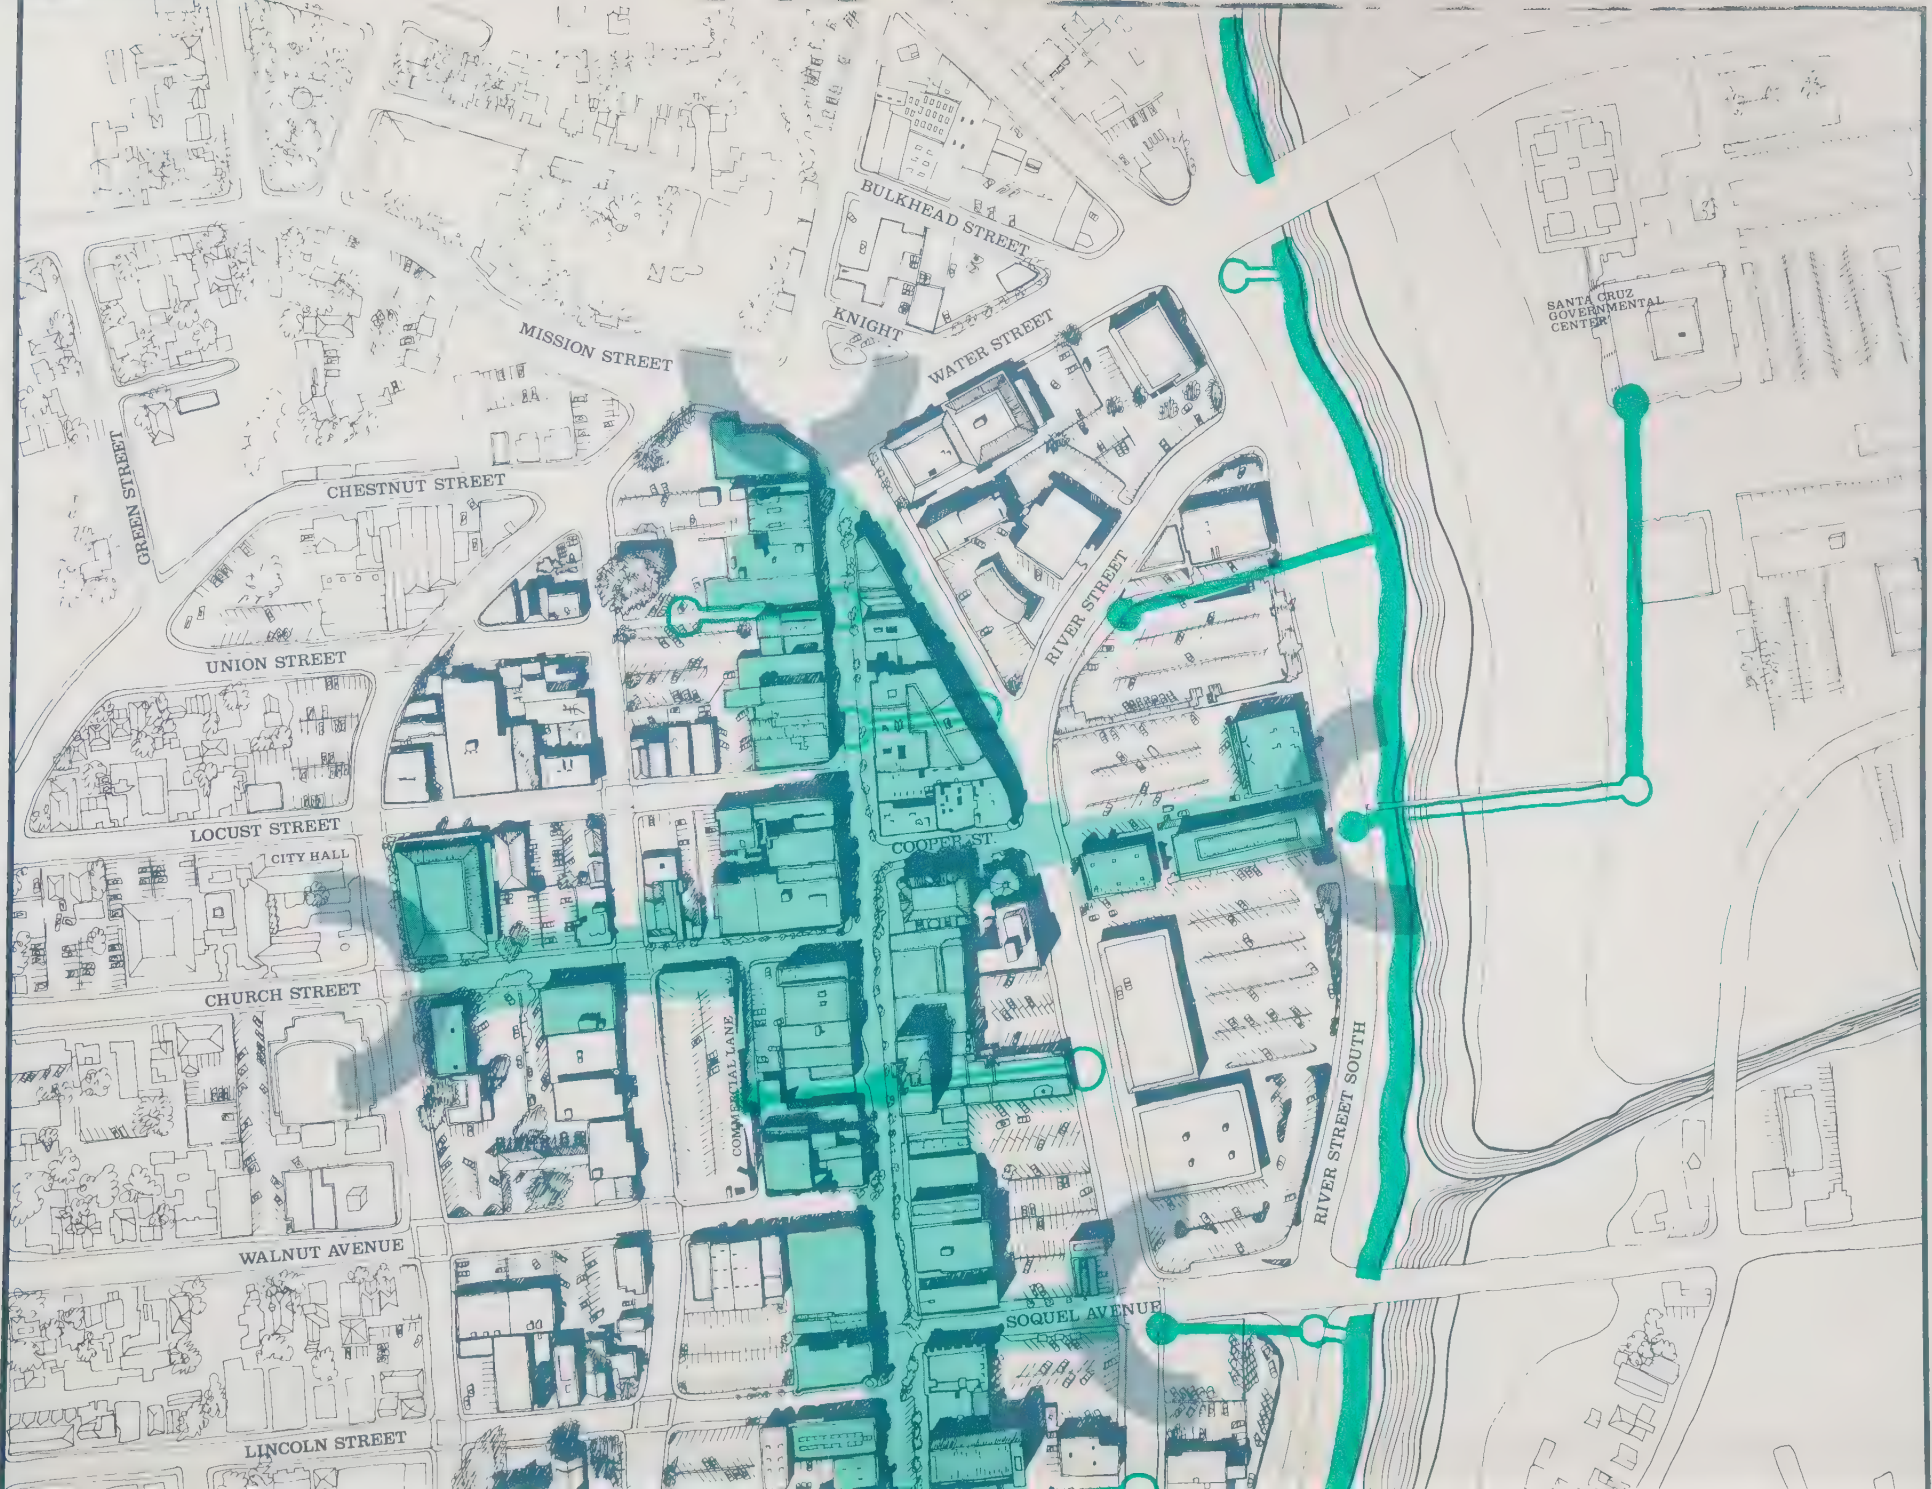 BULKHEAD STREET
KNIGHT
WATER STREET
MISSION STREET
SANTA CRUZ
GOVERNMENTAL
CENTER
GREEN STREET
CHESTNUT STREET
RIVER STREET
UNION STREET
LOCUST STREET
CITY HALL
COOPER ST.
CHURCH STREET
COMMERCIAL LANE
RIVER STREET SOUTH
WALNUT AVENUE
SOQUEL AVENUE
LINCOLN STREET